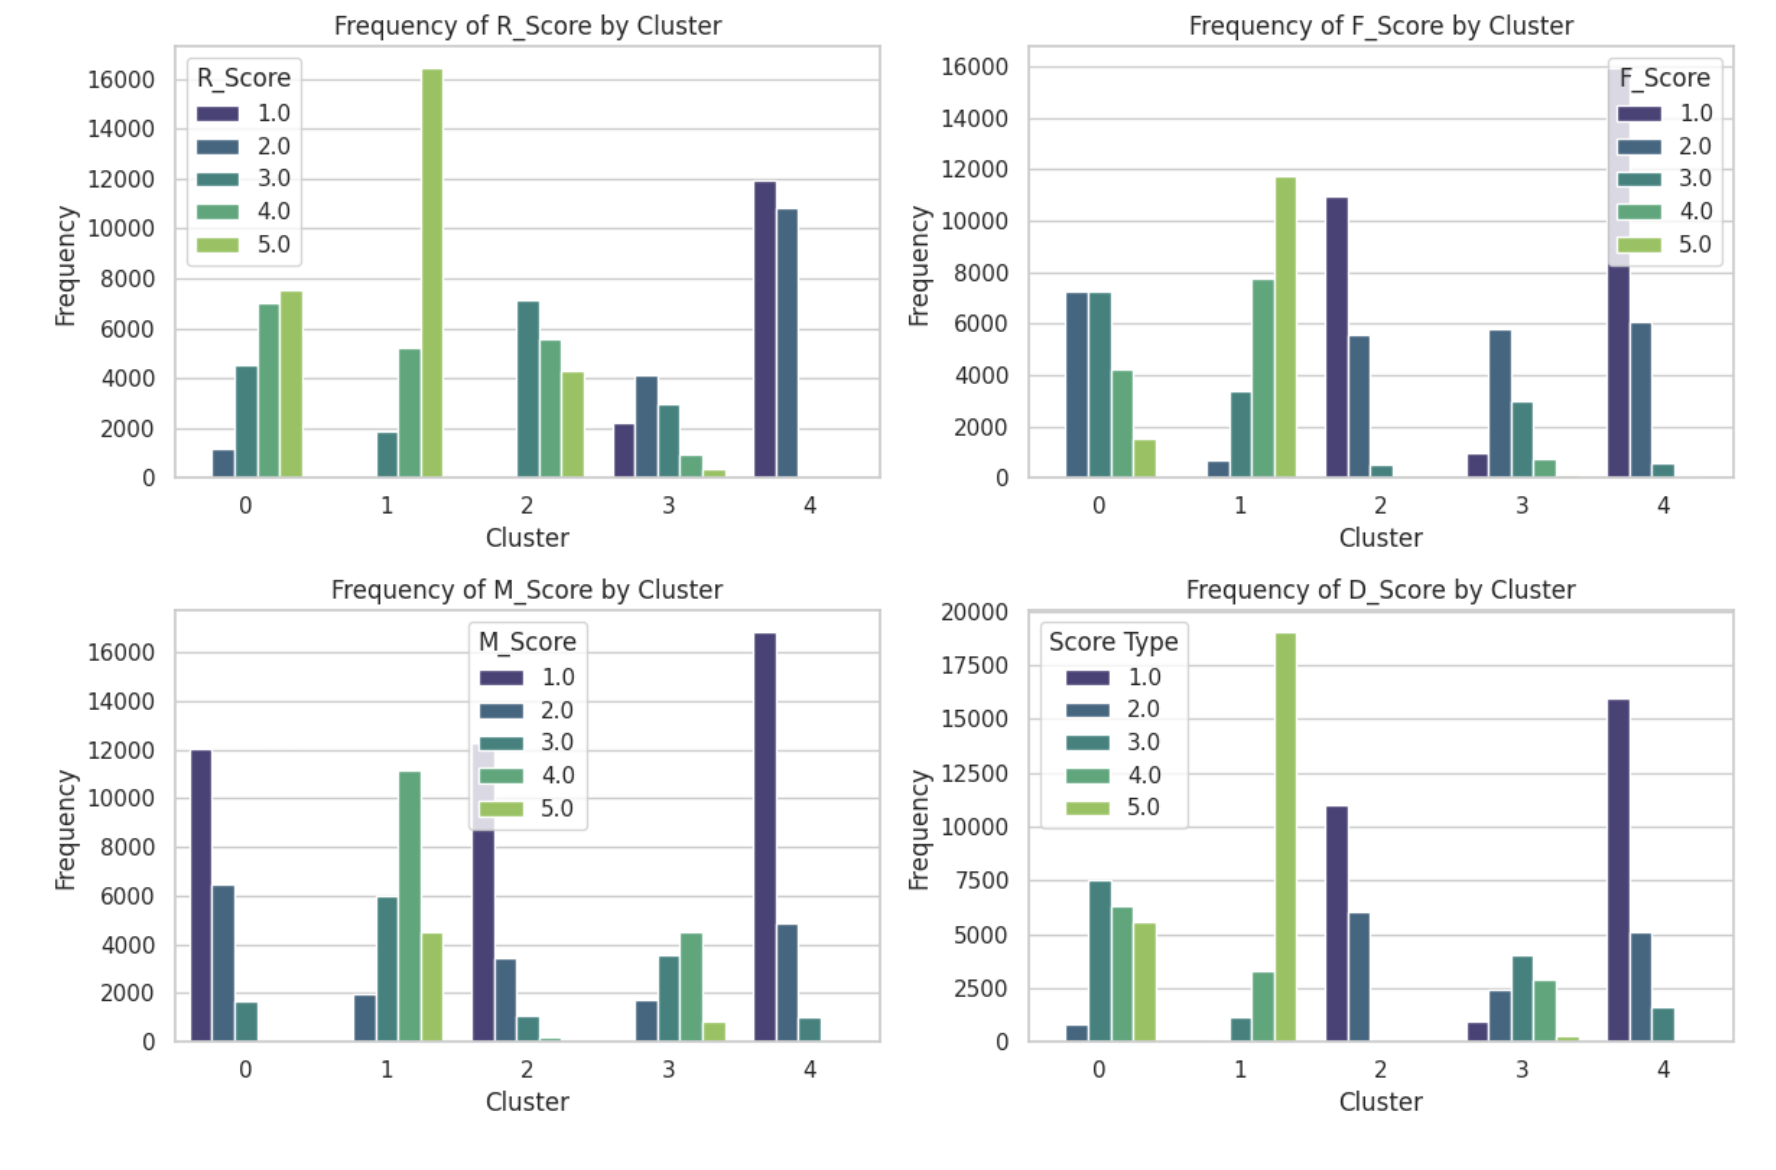 Frequency of R_Score by Cluster
Frequency
16000
14000
12000
10000
8000
6000
4000
2000
0
R_Score
1.0
2.0
3.0
4.0
5.0
0 1 2 3 4
Cluster
Frequency of F_Score by Cluster
Frequency
16000
14000
12000
10000
8000
6000
4000
2000
0
F_Score
1.0
2.0
3.0
4.0
5.0
0 1 2 3 4
Cluster
Frequency of M_Score by Cluster
Frequency
16000
14000
12000
10000
8000
6000
4000
2000
0
M_Score
1.0
2.0
3.0
4.0
5.0
0 1 2 3 4
Cluster
Frequency of D_Score by Cluster
Frequency
20000
17500
15000
12500
10000
7500
5000
2500
0
Score Type
1.0
2.0
3.0
4.0
5.0
0 1 2 3 4
Cluster